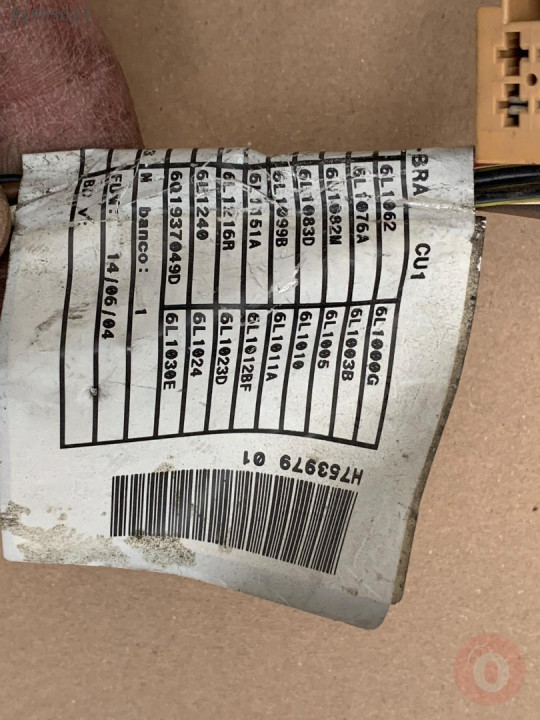 -BRA CU1
6L1062 6L1000G
6L1076A 6L1003B
6N1082M 6L1005
6L1083D 6L1010
6L1099B 6L1011A
6L1151A 6L1012BF
6L1216R 6L1023D
6L1240 6L1024
6Q1937049D 6L1030E
M banco: 1
14/06/04
H753979 01